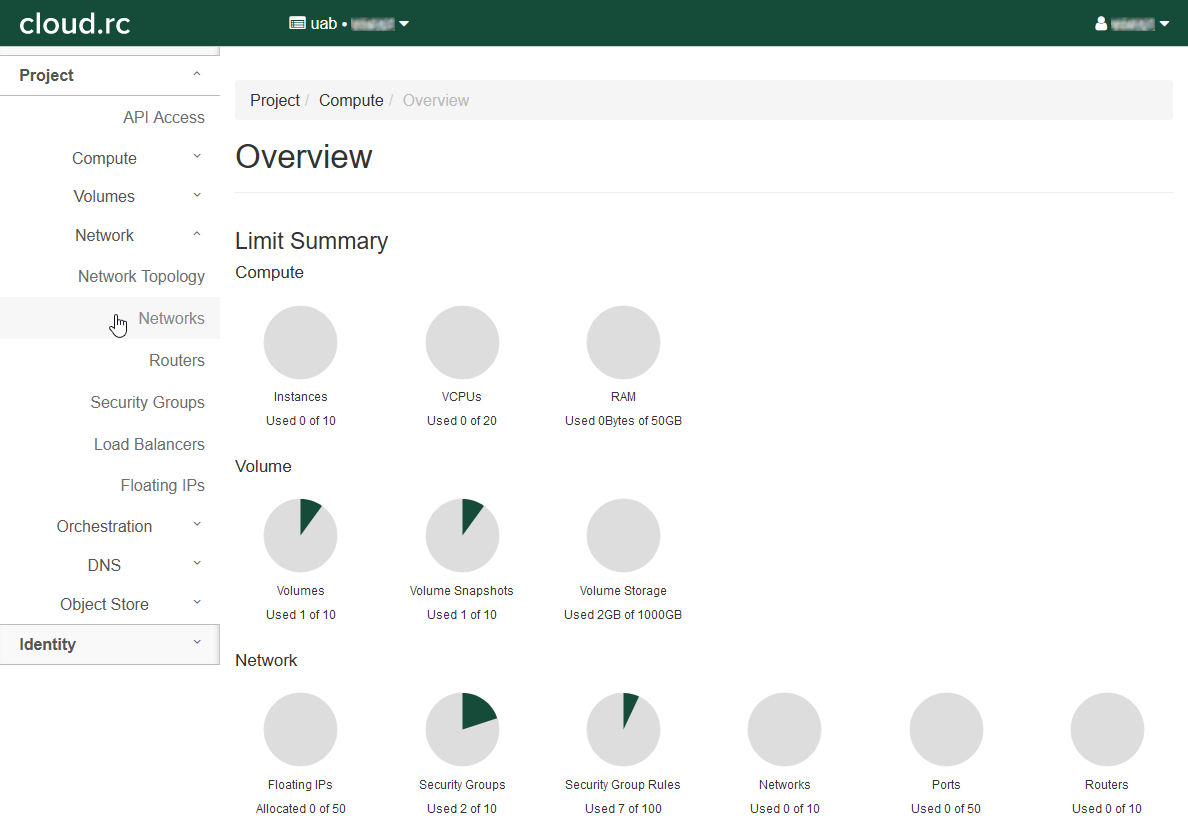 cloud.rc
uab •
Project
API Access
Compute
Volumes
Network
Network Topology
Networks
Routers
Security Groups
Load Balancers
Floating IPs
Orchestration
DNS
Object Store
Identity
Project / Compute / Overview
Overview
Limit Summary
Compute
Instances
Used 0 of 10
VCPUs
Used 0 of 20
RAM
Used 0Bytes of 50GB
Volume
Volumes
Used 1 of 10
Volume Snapshots
Used 1 of 10
Volume Storage
Used 2GB of 1000GB
Network
Floating IPs
Allocated 0 of 50
Security Groups
Used 2 of 10
Security Group Rules
Used 7 of 100
Networks
Used 0 of 10
Ports
Used 0 of 50
Routers
Used 0 of 10